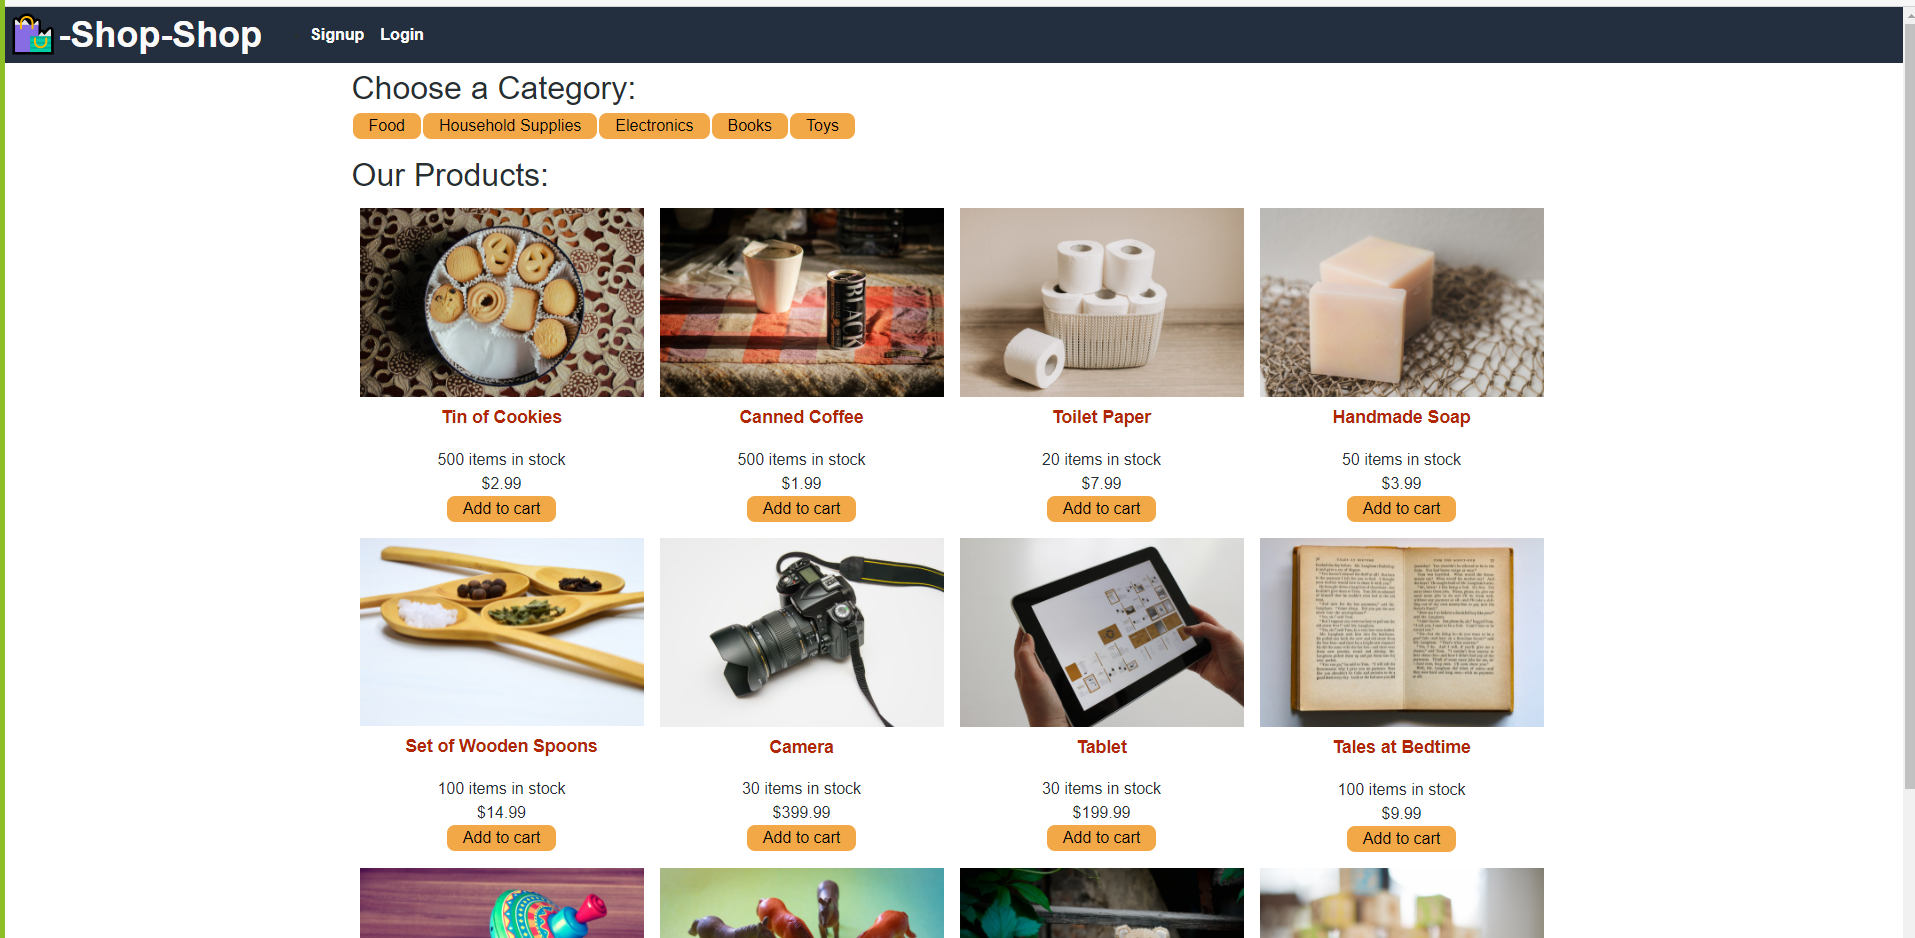 -Shop-Shop
Signup Login
Choose a Category:
Food Household Supplies Electronics Books Toys
Our Products:
BLACK
Tin of Cookies Canned Coffee Toilet Paper Handmade Soap
500 items in stock 500 items in stock 20 items in stock 50 items in stock
$2.99 $1.99 $7.99 $3.99
Add to cart Add to cart Add to cart Add to cart
Set of Wooden Spoons Camera Tablet Tales at Bedtime
100 items in stock 30 items in stock 30 items in stock 100 items in stock
$14.99 $399.99 $199.99 $9.99
Add to cart Add to cart Add to cart Add to cart